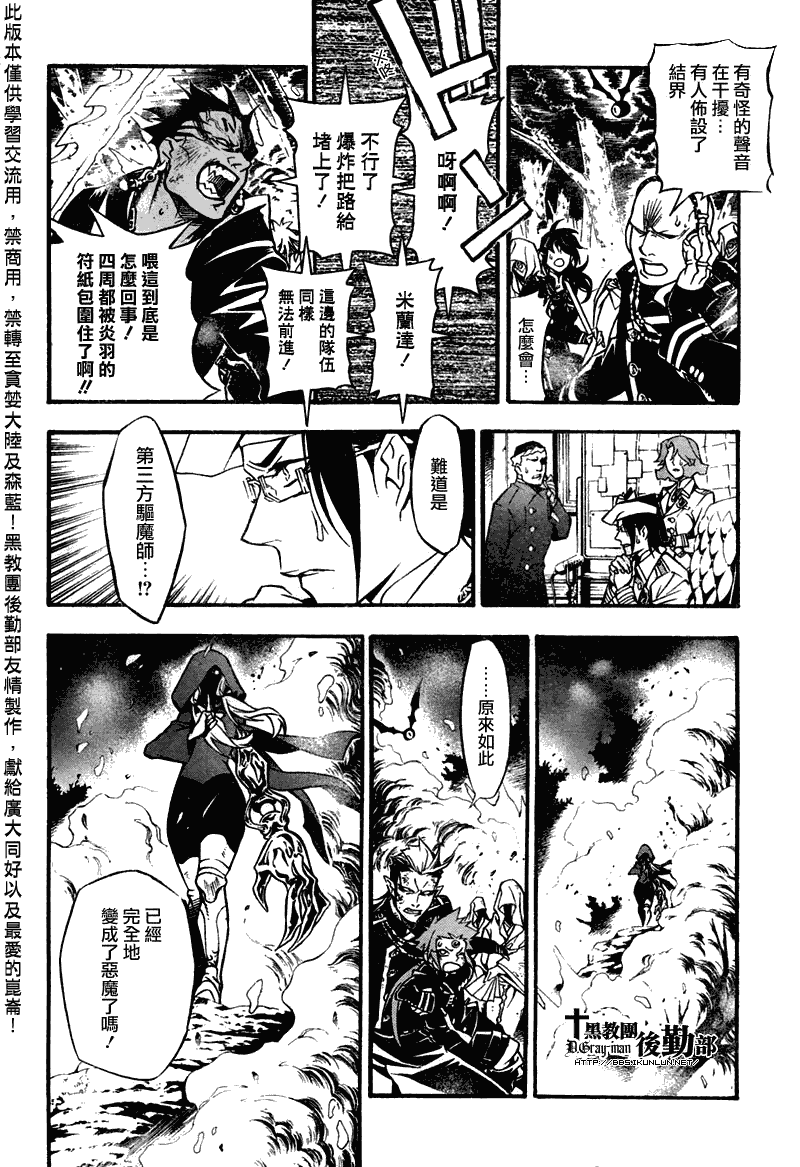 有奇怪的聲音
在干擾…
有人佈設了
結界
怎麼會…
呀啊啊！
不行了
爆炸把路給
堵上了！
米蘭達！
這邊的隊伍
同樣
無法前進！
喂這到底是
怎麼回事！
四周都被炎羽的
符紙包圍住了啊!!
難道是
第三方驅魔師…!?
……原來如此
已經
完全地
變成了惡魔了嗎！
十黑教團
D.Gray-man 後勤部
HTTP://BBS.IKUNLUN.NET/
此版本僅供學習交流用，禁商用，禁轉至貪婪大陸及森藍！黑教團後勤部友情製作，獻給廣大同好以及最愛的崑崙！